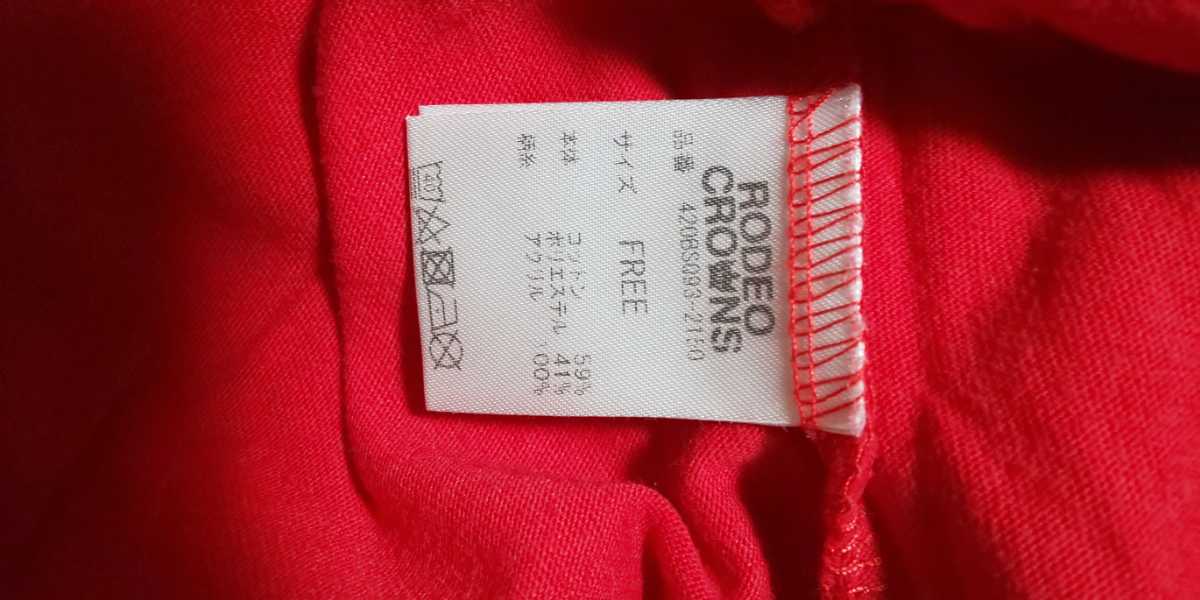 RODEO
CROWNS
品番 420BS093-2150
サイズ FREE
本体 コットン 59%
ポリエステル 41%
柄糸 アクリル 100%